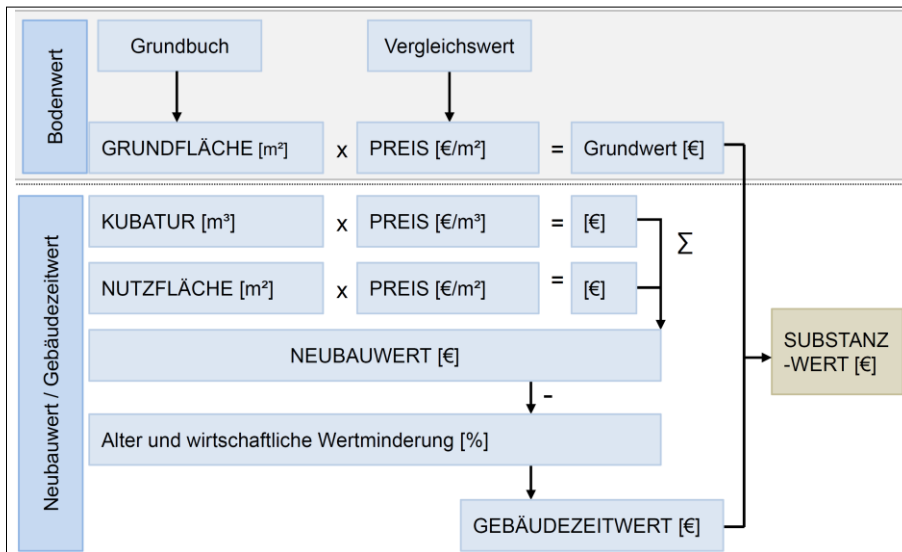 Bodenwert
Grundbuch
Vergleichswert
GRUNDFLÄCHE [m²] x PREIS [€/m²] = Grundwert [€]
Neubauwert / Gebäudezeitwert
KUBATUR [m³] x PREIS [€/m³] = [€]
∑
NUTZFLÄCHE [m²] x PREIS [€/m²] = [€]
NEUBAUWERT [€]
SUBSTANZ
-WERT [€]
-
Alter und wirtschaftliche Wertminderung [%]
GEBÄUDEZEITWERT [€]